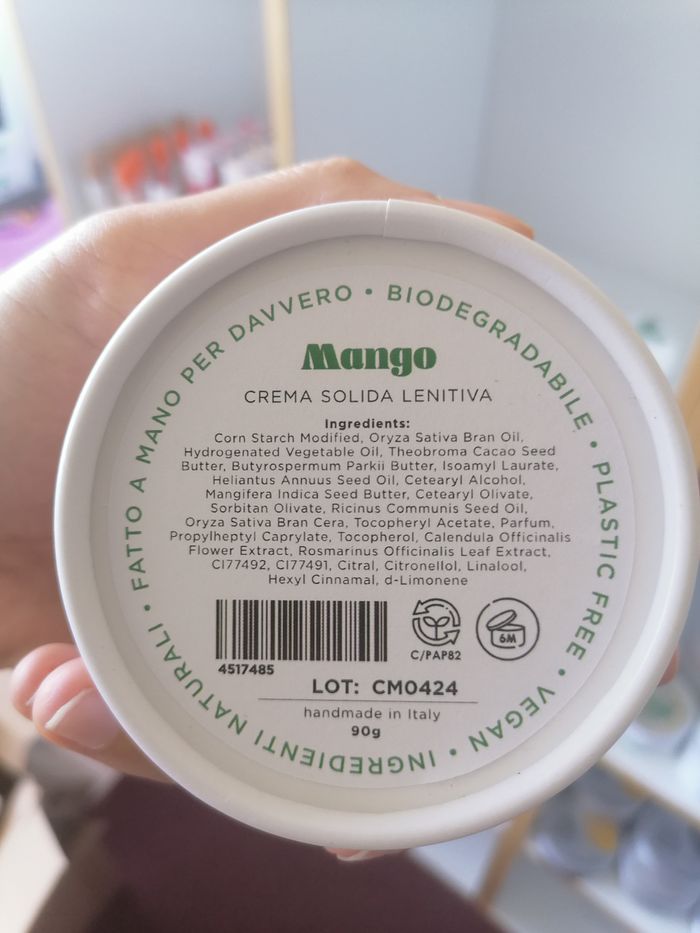 FATTO A MANO PER DAVVERO • BIODEGRADABILE • PLASTIC FREE • VEGAN • INGREDIENTI NATURALI •
Mango
CREMA SOLIDA LENITIVA
Ingredients:
Corn Starch Modified, Oryza Sativa Bran Oil,
Hydrogenated Vegetable Oil, Theobroma Cacao Seed
Butter, Butyrospermum Parkii Butter, Isoamyl Laurate,
Heliantus Annuus Seed Oil, Cetearyl Alcohol,
Mangifera Indica Seed Butter, Cetearyl Olivate,
Sorbitan Olivate, Ricinus Communis Seed Oil,
Oryza Sativa Bran Cera, Tocopheryl Acetate, Parfum,
Propylheptyl Caprylate, Tocopherol, Calendula Officinalis
Flower Extract, Rosmarinus Officinalis Leaf Extract,
CI77492, CI77491, Citral, Citronellol, Linalool,
Hexyl Cinnamal, d-Limonene
4517485
C/PAP82
6M
LOT: CM0424
handmade in Italy
90g